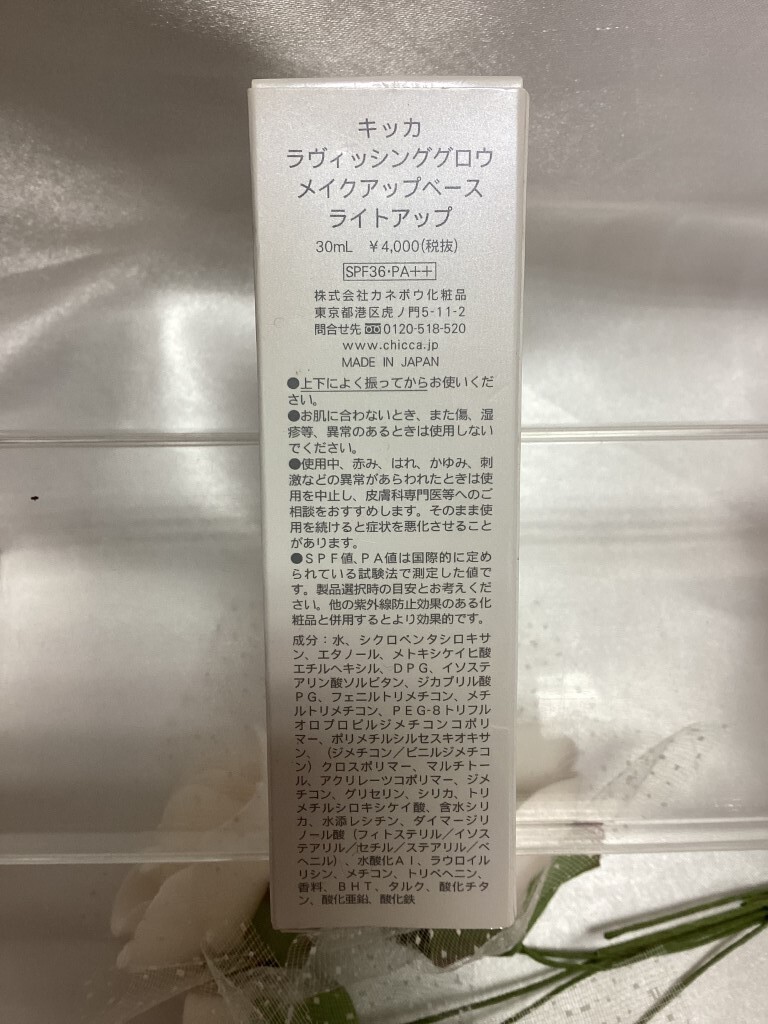 キッカ
ラヴィッシンググロウ
メイクアップベース
ライトアップ
30mL ¥4,000(税抜)
SPF36・PA++
株式会社カネボウ化粧品
東京都港区虎ノ門5-11-2
問合せ先 0120-518-520
www.chicca.jp
MADE IN JAPAN
●上下によく振ってからお使いくだ
さい。
●お肌に合わないとき、また傷、湿
疹等、異常のあるときは使用しない
でください。
●使用中、赤み、はれ、かゆみ、刺
激などの異常があらわれたときは使
用を中止し、皮膚科専門医等へのご
相談をおすすめします。そのまま使
用を続けると症状を悪化させること
があります。
●SPF値、PA値は国際的に定め
られている試験法で測定した値で
す。製品選択時の目安とお考えくだ
さい。他の紫外線防止効果のある化
粧品と併用するとより効果的です。
成分：水、シクロペンタシロキサ
ン、エタノール、メトキシケイヒ酸
エチルヘキシル、DPG、イソステ
アリン酸ソルビタン、ジカプリル酸
PG、フェニルトリメチコン、メチ
ルトリメチコン、PEG-8トリフル
オロプロピルジメチコンコポリ
マー、ポリメチルシルセスキオキサ
ン、（ジメチコン／ビニルジメチコ
ン）クロスポリマー、マルチトー
ル、アクリレーツコポリマー、ジメ
チコン、グリセリン、シリカ、トリ
メチルシロキシケイ酸、含水シリ
カ、水添レシチン、ダイマージリ
ノール酸（フィトステリル／イソス
テアリル／セチル／ステアリル／ベ
ヘニル）、水酸化Al、ラウロイル
リシン、メチコン、トリベヘニン、
香料、BHT、タルク、酸化チタ
ン、酸化亜鉛、酸化鉄